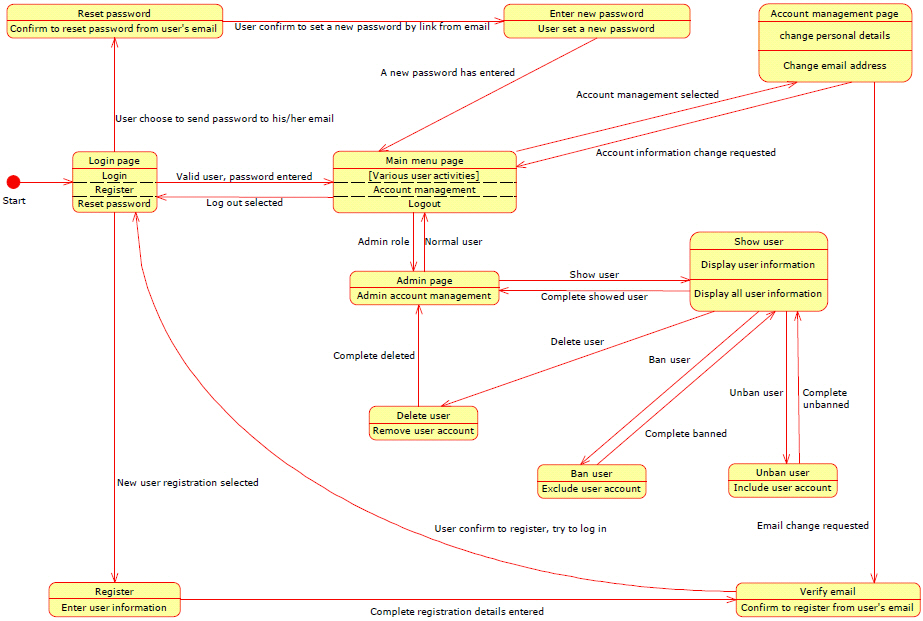 Reset password
Confirm to reset password from user's email
User confirm to set a new password by link from email
Enter new password
User set a new password
Account management page
change personal details
Change email address
A new password has entered
Account management selected
User choose to send password to his/her email
Account information change requested
Login page
Login
Register
Reset password
Valid user, password entered
Log out selected
Main menu page
[Various user activities]
Account management
Logout
Start
Admin role
Normal user
Show user
Display user information
Display all user information
Admin page
Admin account management
Show user
Complete showed user
Delete user
Complete deleted
Ban user
Unban user
Complete
unbanned
Delete user
Remove user account
Complete banned
Ban user
Exclude user account
Unban user
Include user account
New user registration selected
User confirm to register, try to log in
Email change requested
Register
Enter user information
Complete registration details entered
Verify email
Confirm to register from user's email